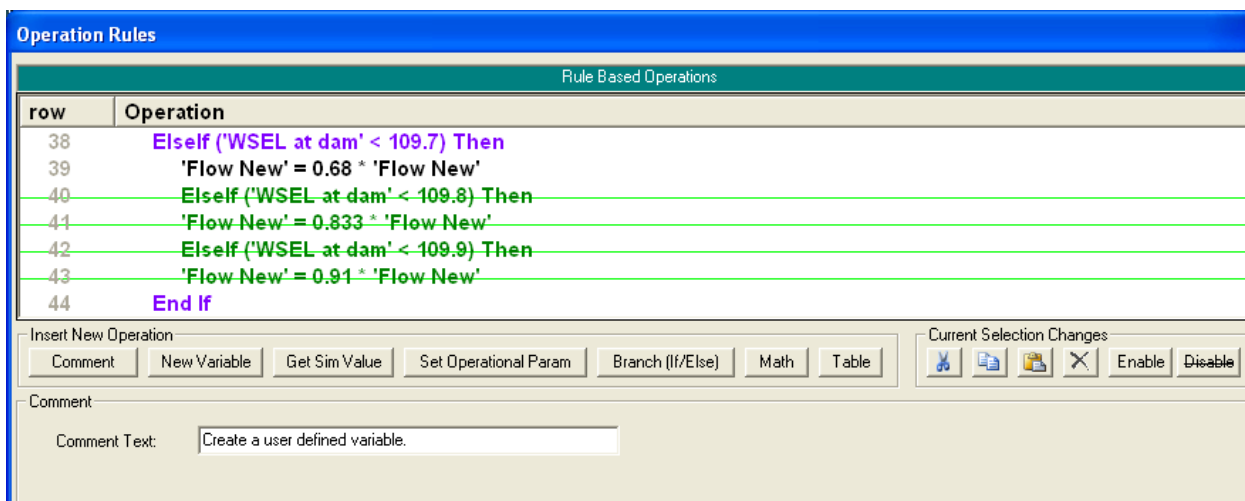 Operation Rules
Rule Based Operations
row Operation
38 ElseIf ('WSEL at dam' < 109.7) Then
39 'Flow New' = 0.68 * 'Flow New'
40 ElseIf ('WSEL at dam' < 109.8) Then
41 'Flow New' = 0.833 * 'Flow New'
42 ElseIf ('WSEL at dam' < 109.9) Then
43 'Flow New' = 0.91 * 'Flow New'
44 End If
Insert New Operation Current Selection Changes
Comment New Variable Get Sim Value Set Operational Param Branch (If/Else) Math Table Enable Disable
Comment
Comment Text: Create a user defined variable.